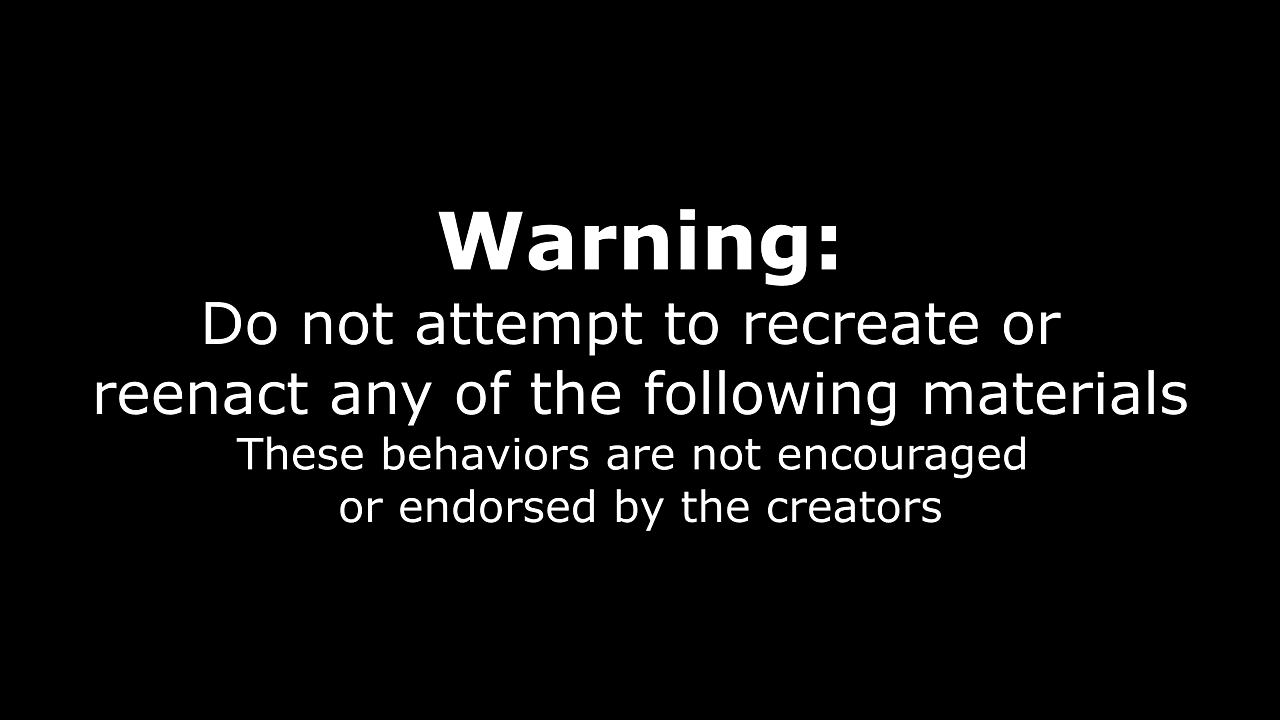 Warning:
Do not attempt to recreate or
reenact any of the following materials
These behaviors are not encouraged
or endorsed by the creators